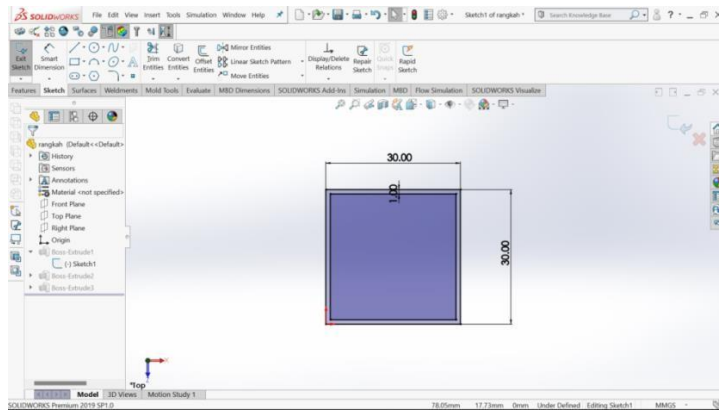 SOLIDWORKS File Edit View Insert Tools Simulation Window Help
Sketch1 of rangkah *
Search Knowledge Base
Exit Sketch
Smart Dimension
Trim Entities
Convert Entities
Offset Entities
Mirror Entities
Linear Sketch Pattern
Move Entities
Display/Delete Relations
Repair Sketch
Quick Snaps
Rapid Sketch
Features Sketch Surfaces Weldments Mold Tools Evaluate MBD Dimensions SOLIDWORKS Add-Ins Simulation MBD Flow Simulation SOLIDWORKS Visualize
rangkah (Default<<Default>
History
Sensors
Annotations
Material <not specified>
Front Plane
Top Plane
Right Plane
Origin
Boss-Extrude1
(-) Sketch1
Boss-Extrude2
Boss-Extrude3
30.00
1.00
30.00
*Top
Model 3D Views Motion Study 1
SOLIDWORKS Premium 2019 SP1.0
78.05mm 17.73mm 0mm Under Defined Editing Sketch1 MMGS